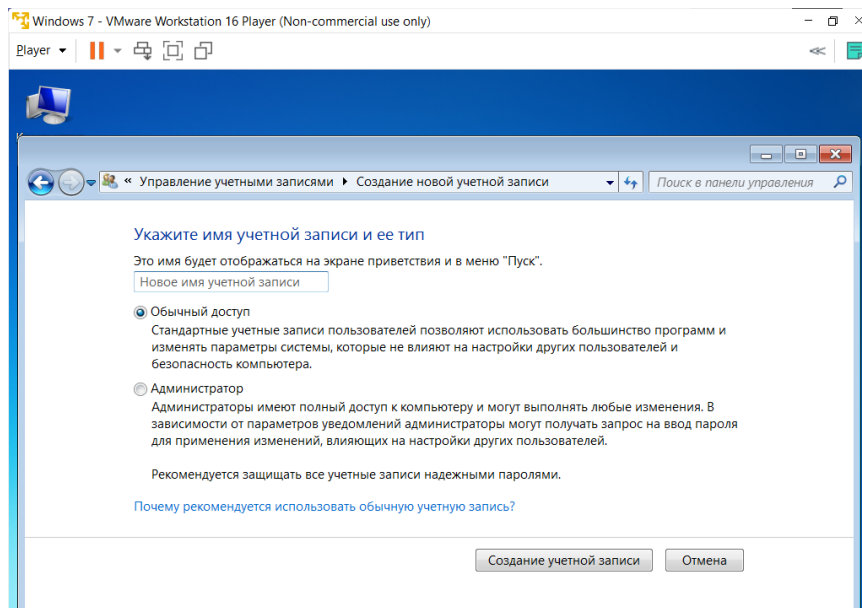 Windows 7 - VMware Workstation 16 Player (Non-commercial use only)
Player
« Управление учетными записями Создание новой учетной записи
Поиск в панели управления
Укажите имя учетной записи и ее тип
Это имя будет отображаться на экране приветствия и в меню "Пуск".
Новое имя учетной записи
Обычный доступ
Стандартные учетные записи пользователей позволяют использовать большинство программ и
изменять параметры системы, которые не влияют на настройки других пользователей и
безопасность компьютера.
Администратор
Администраторы имеют полный доступ к компьютеру и могут выполнять любые изменения. В
зависимости от параметров уведомлений администраторы могут получать запрос на ввод пароля
для применения изменений, влияющих на настройки других пользователей.
Рекомендуется защищать все учетные записи надежными паролями.
Почему рекомендуется использовать обычную учетную запись?
Создание учетной записи
Отмена